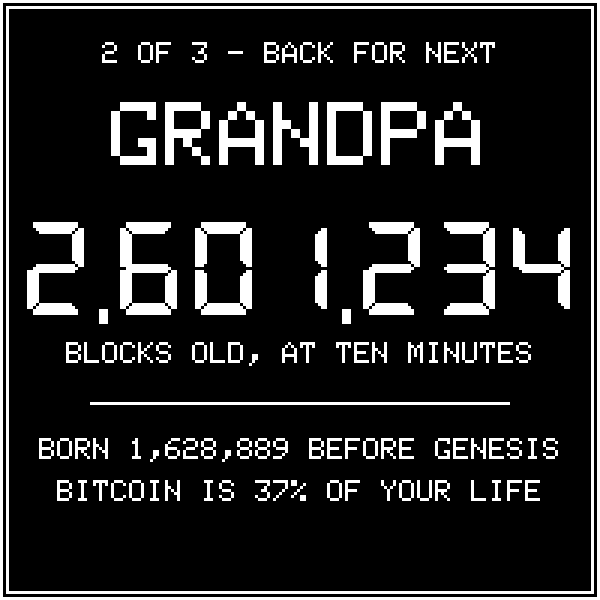 2 OF 3 - BACK FOR NEXT
GRANDPA
2,601,234
BLOCKS OLD, AT TEN MINUTES
BORN 1,628,889 BEFORE GENESIS
BITCOIN IS 37% OF YOUR LIFE